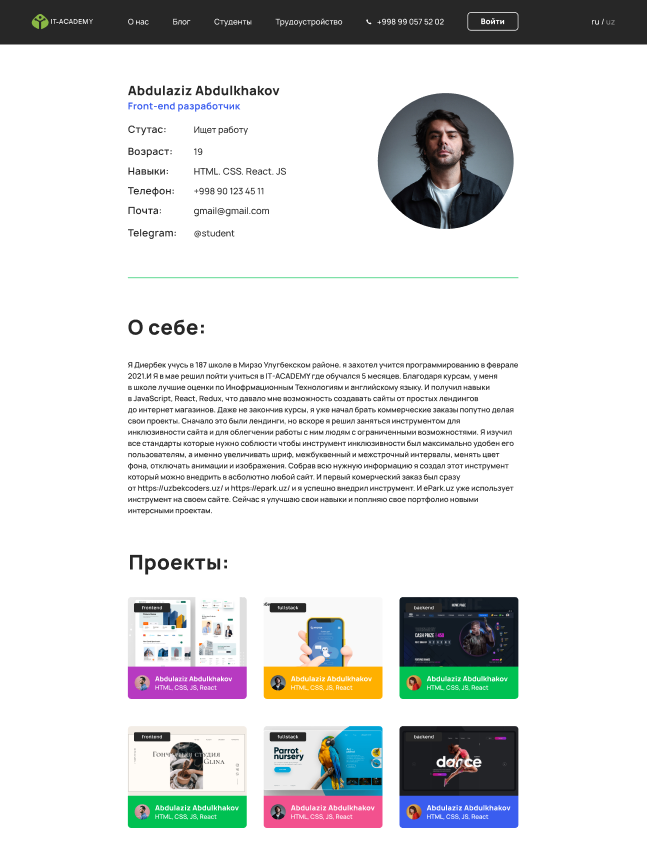 IT-ACADEMY
О нас
Блог
Студенты
Трудоустройство
+998 99 057 52 02
Войти
ru / uz
Abdulaziz Abdulkhakov
Front-end разработчик
Стутас: Ищет работу
Возраст: 19
Навыки: HTML. CSS. React. JS
Телефон: +998 90 123 45 11
Почта: gmail@gmail.com
Telegram: @student
О себе:
Я Диербек учусь в 187 школе в Мирзо Улугбекском районе. я захотел учится программированию в феврале
2021.И Я в мае решил пойти учиться в IT-ACADEMY где обучался 5 месяцев. Благодаря курсам, у меня
в школе лучшие оценки по Инофрмационным Технологиям и английскому языку. И получил навыки
в JavaScript, React, Redux, что давало мне возможность создавать сайты от простых лендингов
до интернет магазинов. Даже не закончив курсы, я уже начал брать коммерческие заказы попутно делая
свои проекты. Сначало это были лендинги, но вскоре я решил заняться инструментом для
инклюзивности сайта и для облегчении работы с ним людям с ограниченными возможностями. Я изучил
все стандарты которые нужно соблюсти чтобы инструмент инклюзивности был максимально удобен его
пользователям, а именно увеличивать шриф, межбуквенный и межстрочный интервалы, менять цвет
фона, отключать анимации и изображения. Собрав всю нужную информацию я создал этот инструмент
который можно внедрить в асболютно любой сайт. И первый комерческий заказ был сразу
от https://uzbekcoders.uz/ и https://epark.uz/ и я успешно внедрил инструмент. И ePark.uz уже использует
инструмент на своем сайте. Сейчас я улучшаю свои навыки и поплняю свое портфолио новыми
интерсными проектам.
Проекты:
frontend
Abdulaziz Abdulkhakov
HTML, CSS, JS, React
fullstack
Abdulaziz Abdulkhakov
HTML, CSS, JS, React
backend
CASH PRIZE
Abdulaziz Abdulkhakov
HTML, CSS, JS, React
frontend
Гончарная студия
GLINA
Abdulaziz Abdulkhakov
HTML, CSS, JS, React
fullstack
Parrot
nursery
Abdulaziz Abdulkhakov
HTML, CSS, JS, React
backend
dance
Abdulaziz Abdulkhakov
HTML, CSS, JS, React